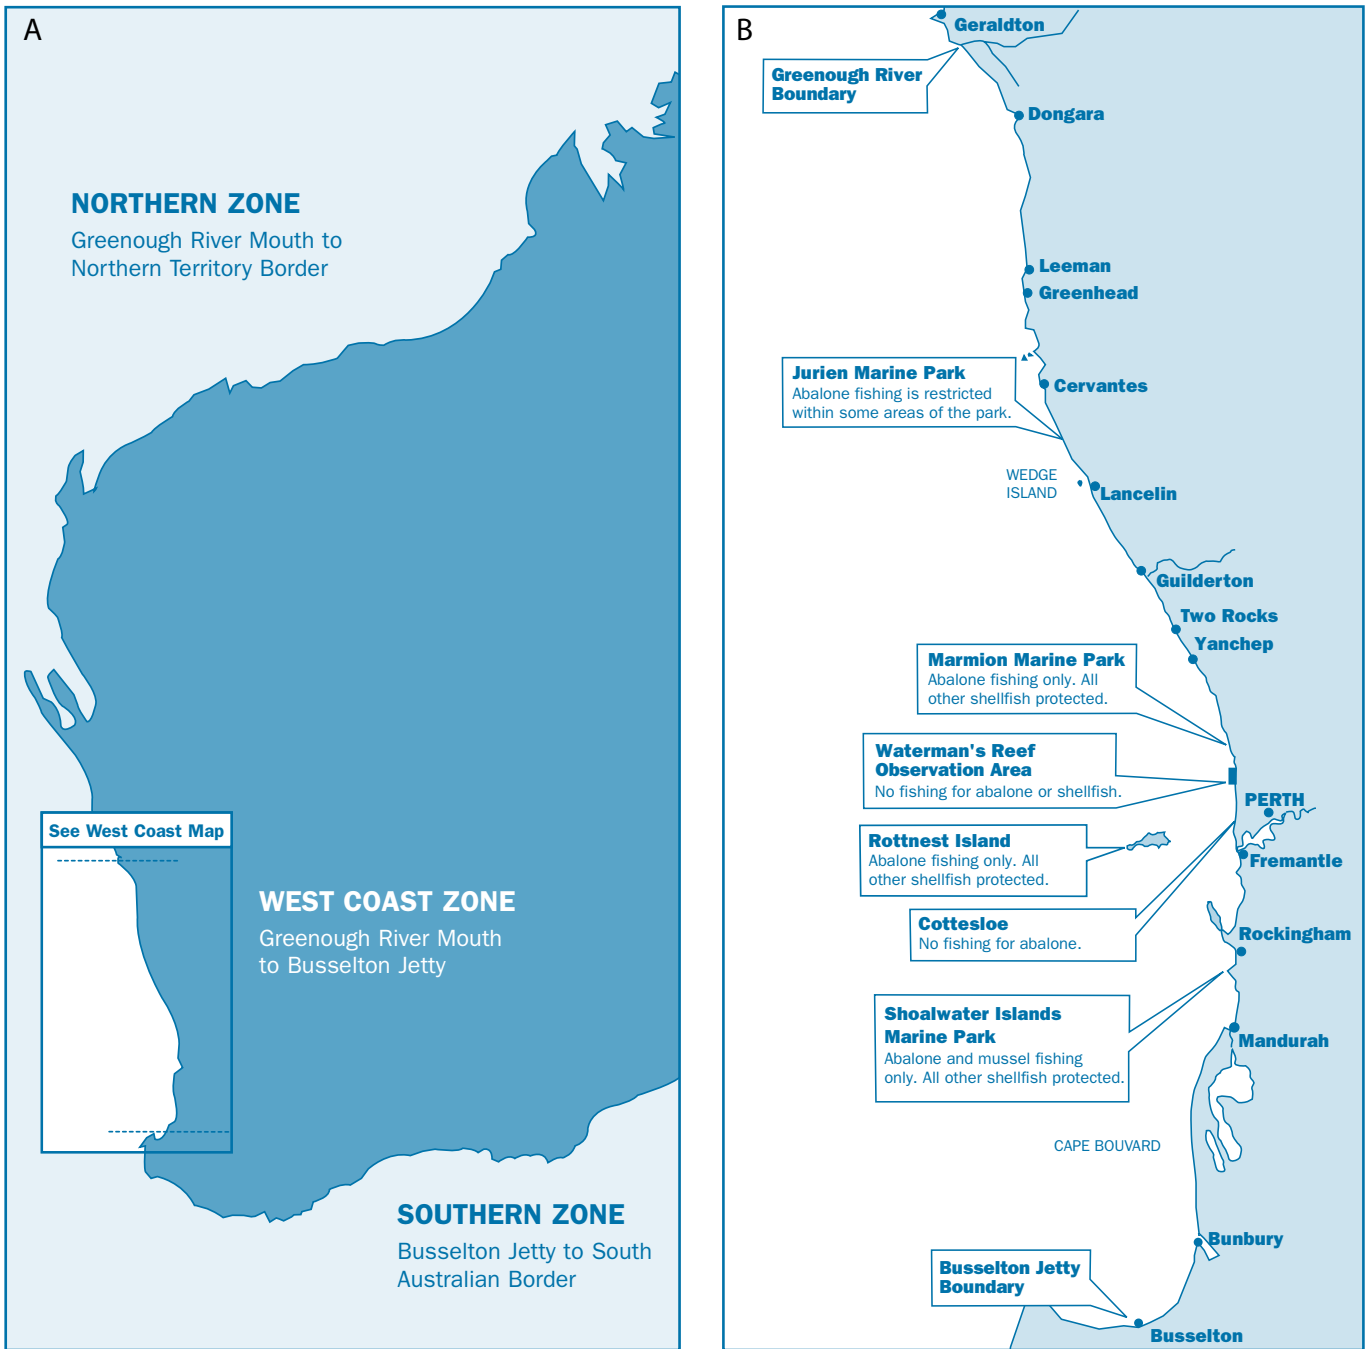 A
NORTHERN ZONE
Greenough River Mouth to
Northern Territory Border
See West Coast Map
WEST COAST ZONE
Greenough River Mouth
to Busselton Jetty
SOUTHERN ZONE
Busselton Jetty to South
Australian Border
B
Geraldton
Greenough River
Boundary
Dongara
Leeman
Greenhead
Jurien Marine Park
Abalone fishing is restricted
within some areas of the park.
Cervantes
WEDGE
ISLAND
Lancelin
Guilderton
Two Rocks
Yanchep
Marmion Marine Park
Abalone fishing only. All
other shellfish protected.
Waterman's Reef
Observation Area
No fishing for abalone or shellfish.
PERTH
Rottnest Island
Abalone fishing only. All
other shellfish protected.
Fremantle
Cottesloe
No fishing for abalone.
Rockingham
Shoalwater Islands
Marine Park
Abalone and mussel fishing
only. All other shellfish protected.
Mandurah
CAPE BOUVARD
Bunbury
Busselton Jetty
Boundary
Busselton